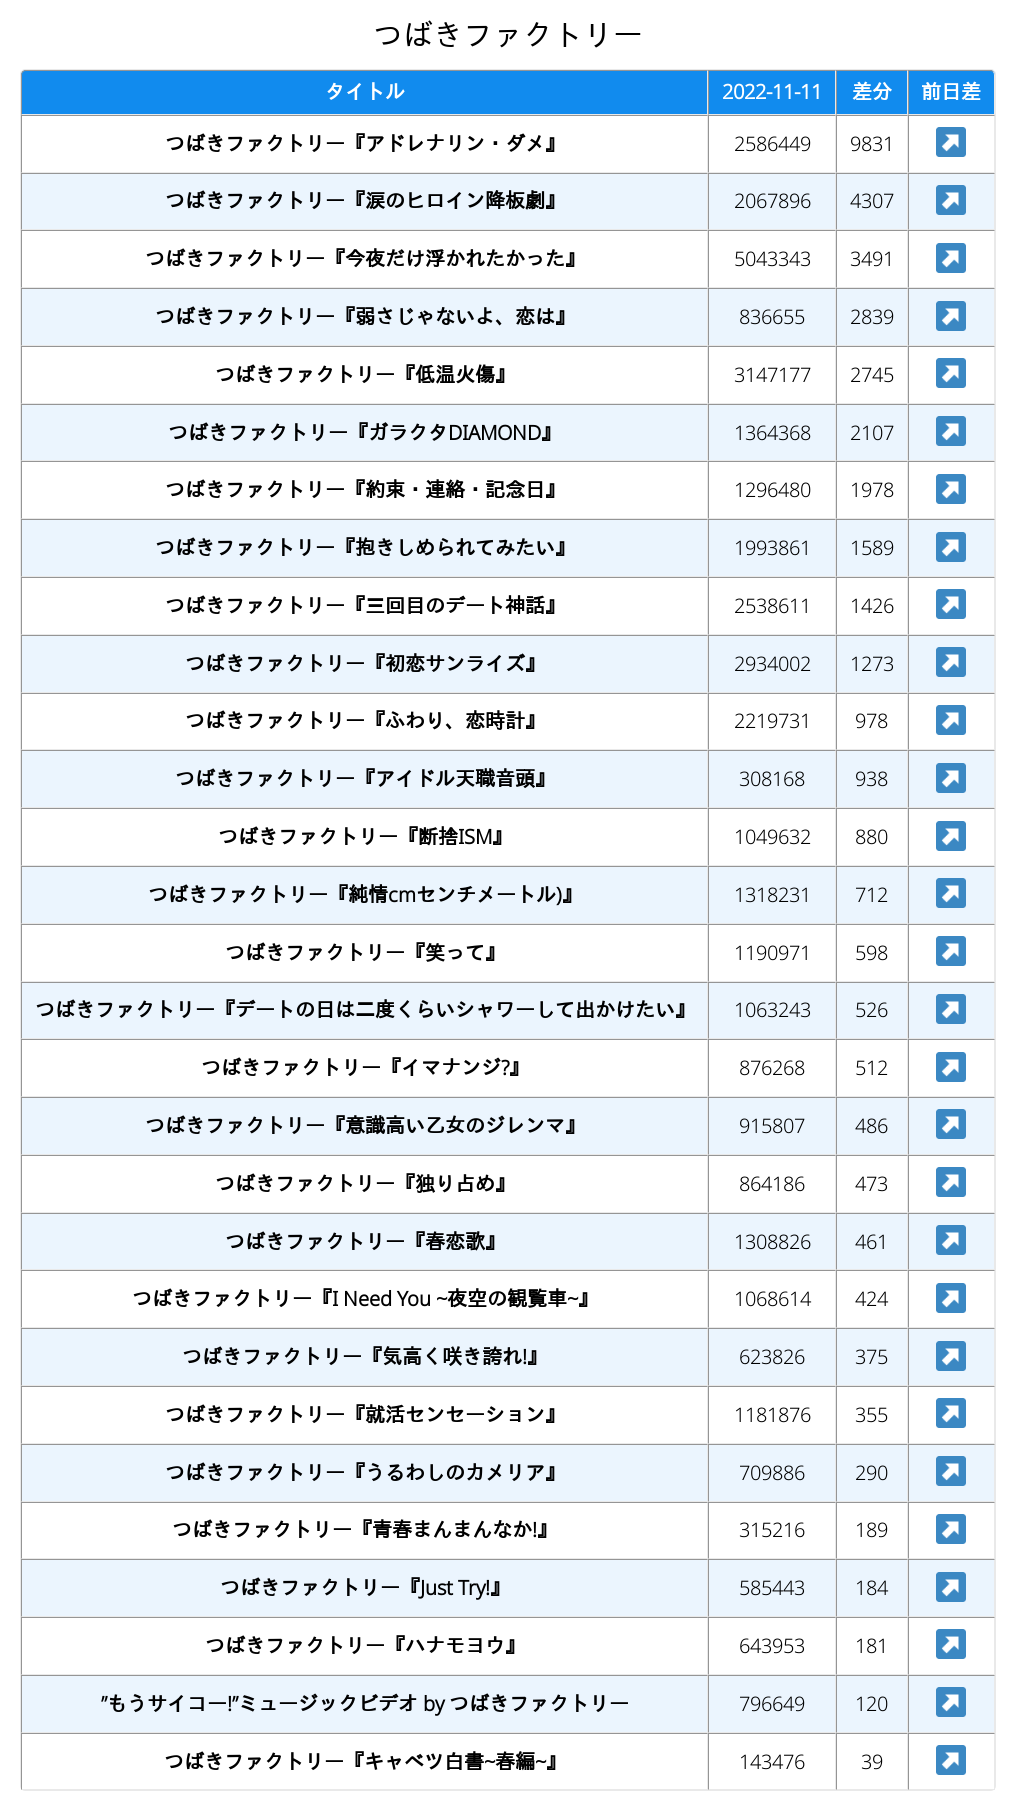 つばきファクトリー
タイトル 2022-11-11 差分 前日差
つばきファクトリー『アドレナリン・ダメ』 2586449 9831
つばきファクトリー『涙のヒロイン降板劇』 2067896 4307
つばきファクトリー『今夜だけ浮かれたかった』 5043343 3491
つばきファクトリー『弱さじゃないよ、恋は』 836655 2839
つばきファクトリー『低温火傷』 3147177 2745
つばきファクトリー『ガラクタDIAMOND』 1364368 2107
つばきファクトリー『約束・連絡・記念日』 1296480 1978
つばきファクトリー『抱きしめられてみたい』 1993861 1589
つばきファクトリー『三回目のデート神話』 2538611 1426
つばきファクトリー『初恋サンライズ』 2934002 1273
つばきファクトリー『ふわり、恋時計』 2219731 978
つばきファクトリー『アイドル天職音頭』 308168 938
つばきファクトリー『断捨ISM』 1049632 880
つばきファクトリー『純情cmセンチメートル)』 1318231 712
つばきファクトリー『笑って』 1190971 598
つばきファクトリー『デートの日は二度くらいシャワーして出かけたい』 1063243 526
つばきファクトリー『イマナンジ?』 876268 512
つばきファクトリー『意識高い乙女のジレンマ』 915807 486
つばきファクトリー『独り占め』 864186 473
つばきファクトリー『春恋歌』 1308826 461
つばきファクトリー『I Need You ~夜空の観覧車~』 1068614 424
つばきファクトリー『気高く咲き誇れ!』 623826 375
つばきファクトリー『就活センセーション』 1181876 355
つばきファクトリー『うるわしのカメリア』 709886 290
つばきファクトリー『青春まんまんなか!』 315216 189
つばきファクトリー『Just Try!』 585443 184
つばきファクトリー『ハナモヨウ』 643953 181
”もうサイコー!”ミュージックビデオ by つばきファクトリー 796649 120
つばきファクトリー『キャベツ白書~春編~』 143476 39